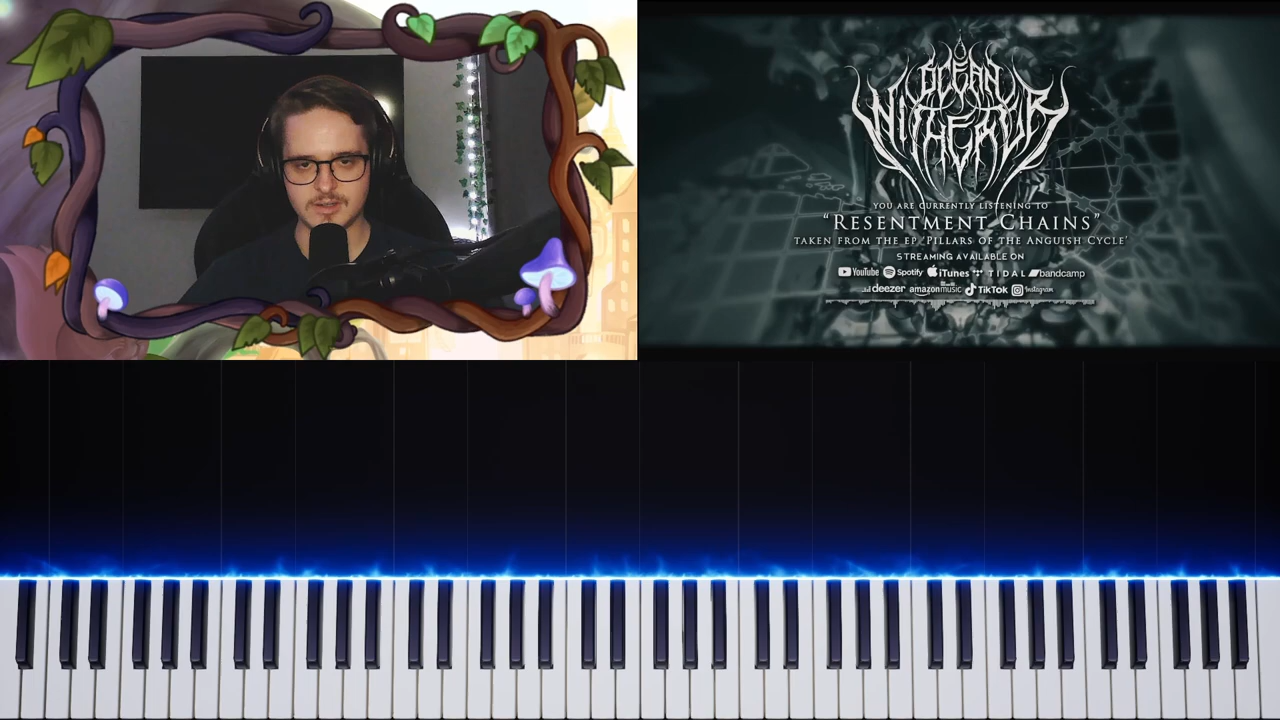 OCEAN
YOU ARE CURRENTLY LISTENING TO
“RESENTMENT CHAINS”
TAKEN FROM THE EP 'PILLARS OF THE ANGUISH CYCLE'
STREAMING AVAILABLE ON
YouTube Spotify iTunes TIDAL bandcamp
deezer amazonmusic TikTok Instagram